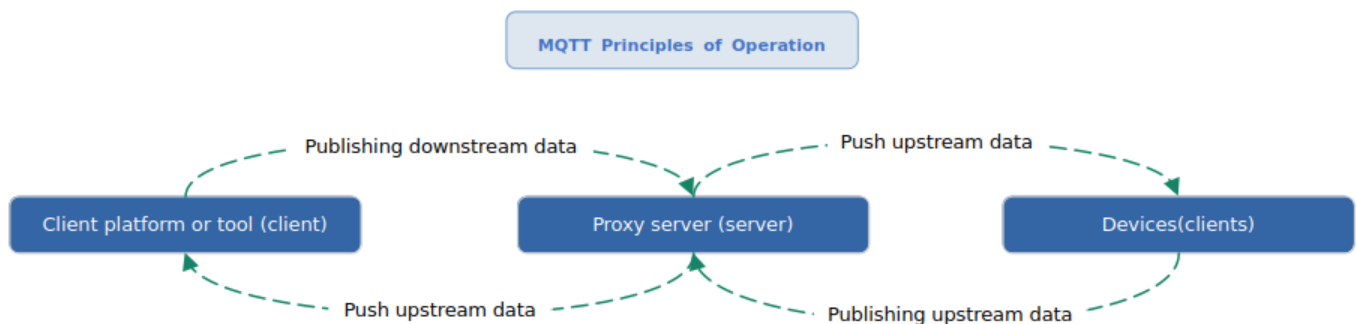 MQTT Principles of Operation
Publishing downstream data
Push upstream data
Client platform or tool (client)
Proxy server (server)
Devices(clients)
Push upstream data
Publishing upstream data